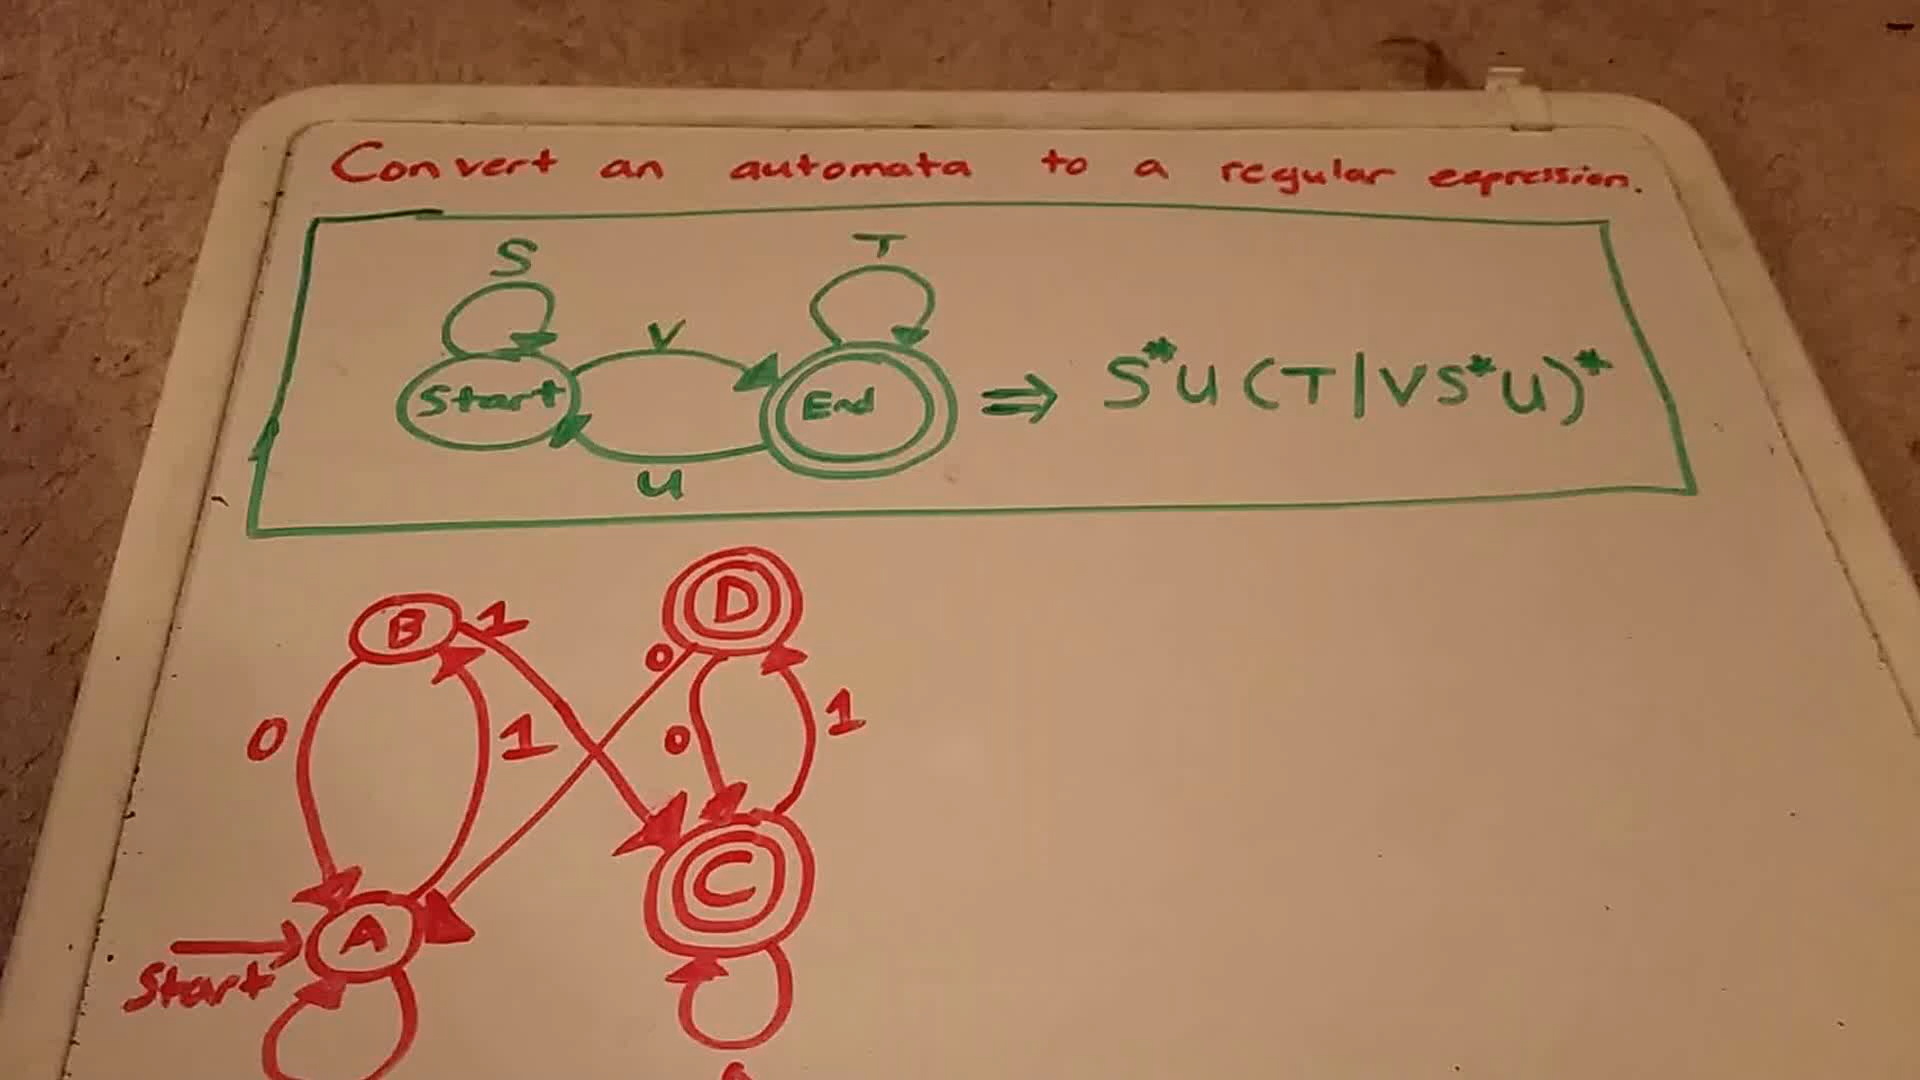 Convert an automata to a regular expression.
S
T
V
Start
End
⇒ S*U(T|VS*U)*
U
B
1
D
0
0
1
0
1
C
A
Start